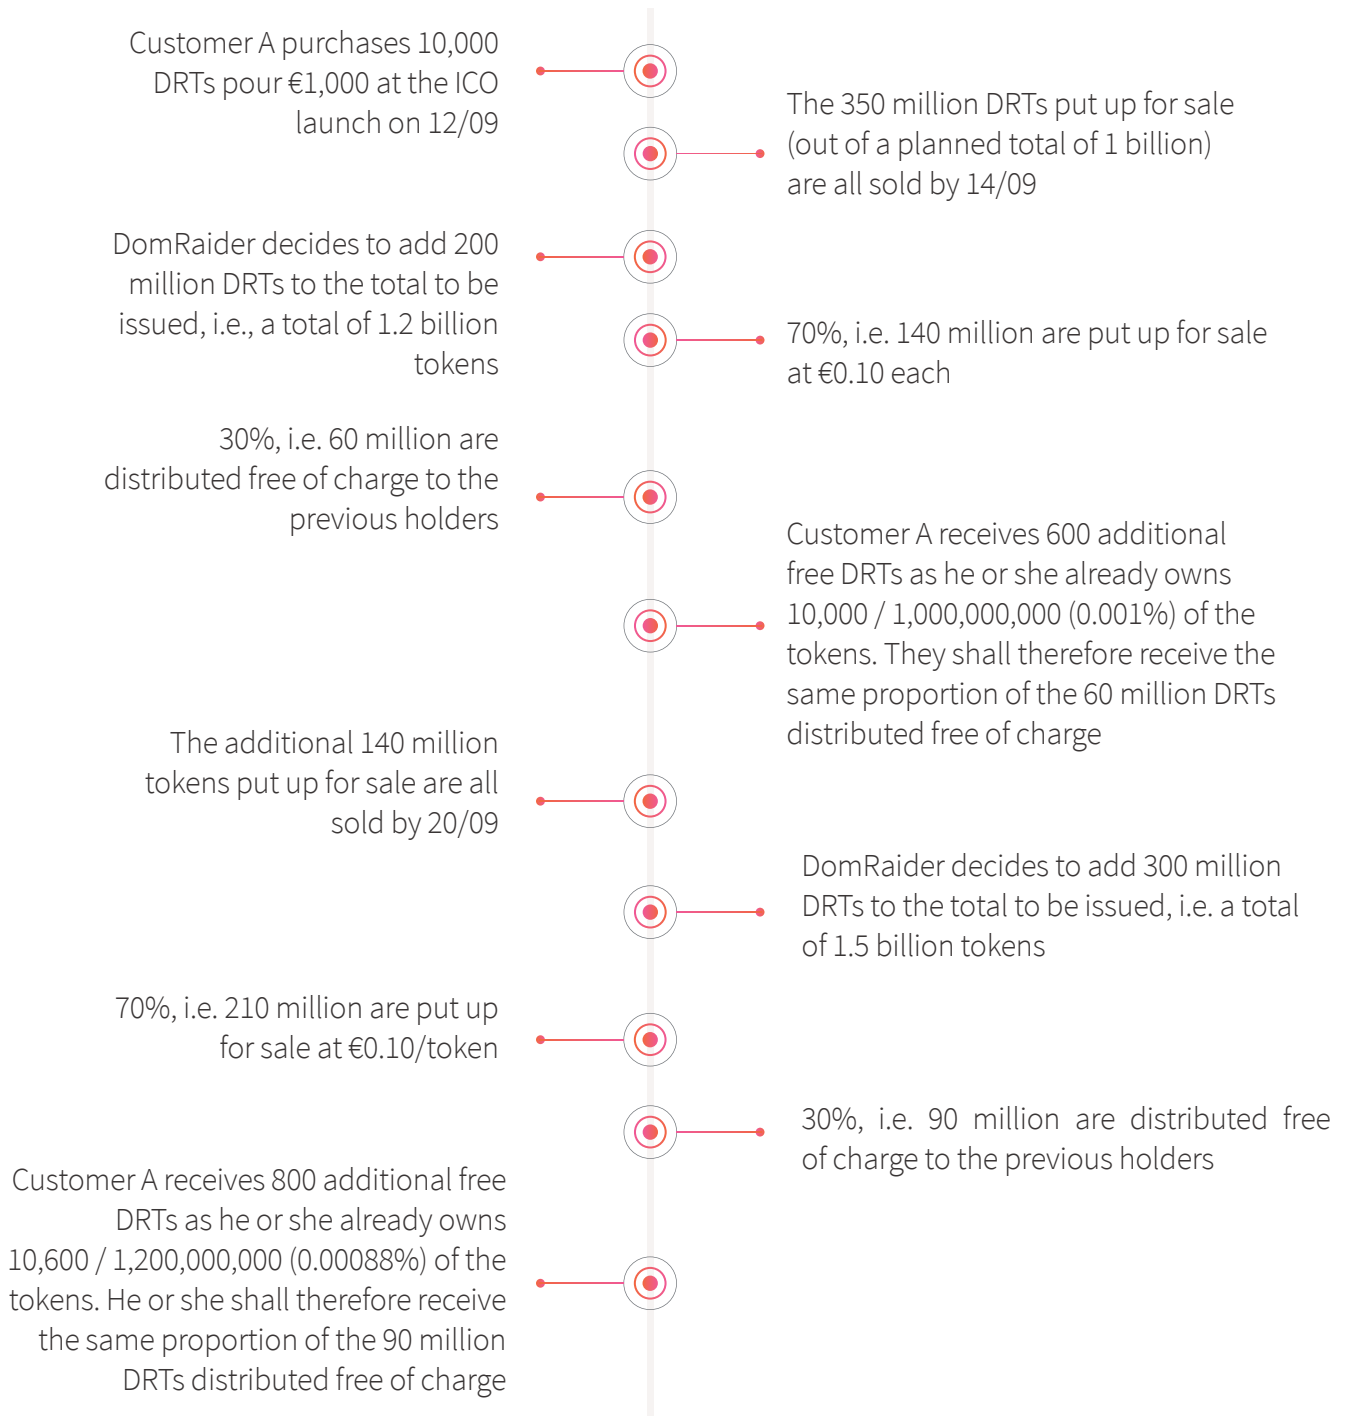 Customer A purchases 10,000
DRTs pour €1,000 at the ICO
launch on 12/09
The 350 million DRTs put up for sale
(out of a planned total of 1 billion)
are all sold by 14/09
DomRaider decides to add 200
million DRTs to the total to be
issued, i.e., a total of 1.2 billion
tokens
70%, i.e. 140 million are put up for sale
at €0.10 each
30%, i.e. 60 million are
distributed free of charge to the
previous holders
Customer A receives 600 additional
free DRTs as he or she already owns
10,000 / 1,000,000,000 (0.001%) of the
tokens. They shall therefore receive the
same proportion of the 60 million DRTs
distributed free of charge
The additional 140 million
tokens put up for sale are all
sold by 20/09
DomRaider decides to add 300 million
DRTs to the total to be issued, i.e. a total
of 1.5 billion tokens
70%, i.e. 210 million are put up
for sale at €0.10/token
30%, i.e. 90 million are distributed free
of charge to the previous holders
Customer A receives 800 additional free
DRTs as he or she already owns
10,600 / 1,200,000,000 (0.00088%) of the
tokens. He or she shall therefore receive
the same proportion of the 90 million
DRTs distributed free of charge